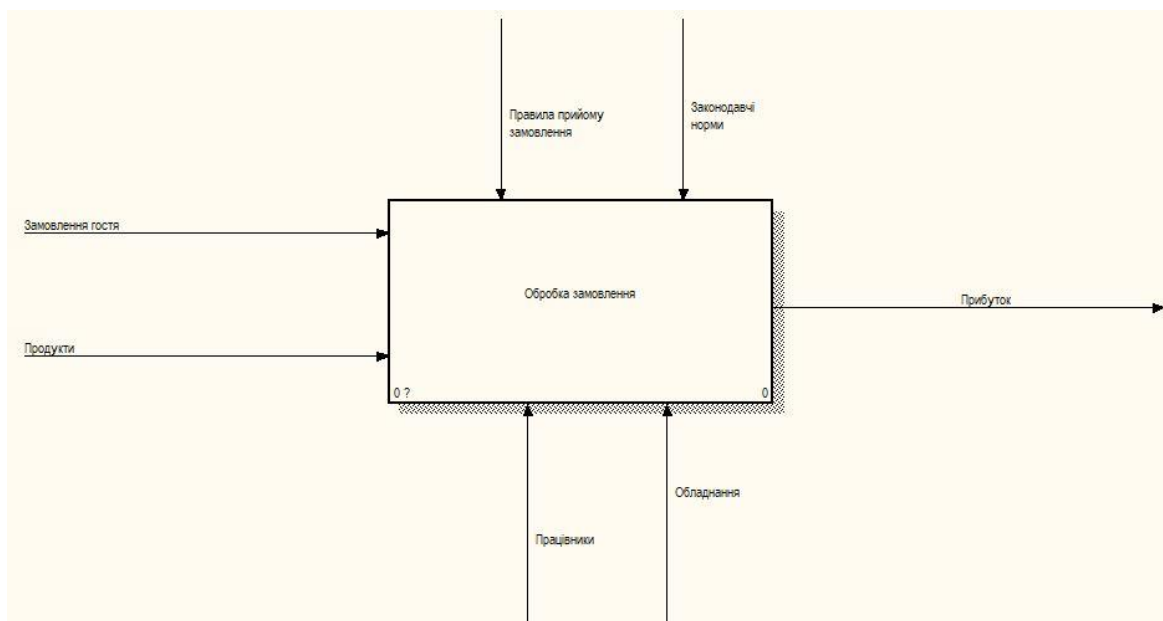 Правила прийому
замовлення
Законодавчі
норми
Замовлення гостя
Обробка замовлення
Прибуток
Продукти
0 ?
0
Обладнання
Працівники